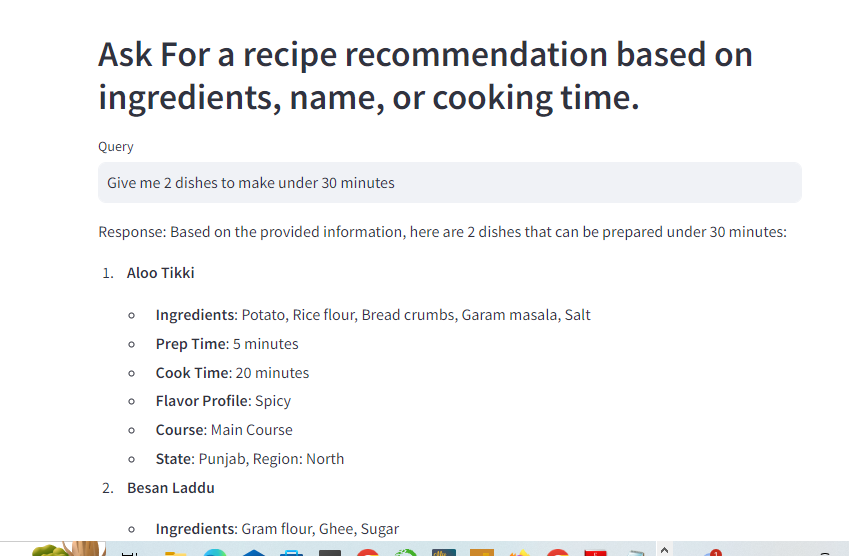 Ask For a recipe recommendation based on
ingredients, name, or cooking time.
Query
Give me 2 dishes to make under 30 minutes
Response: Based on the provided information, here are 2 dishes that can be prepared under 30 minutes:
1. Aloo Tikki
Ingredients: Potato, Rice flour, Bread crumbs, Garam masala, Salt
Prep Time: 5 minutes
Cook Time: 20 minutes
Flavor Profile: Spicy
Course: Main Course
State: Punjab, Region: North
2. Besan Laddu
Ingredients: Gram flour, Ghee, Sugar